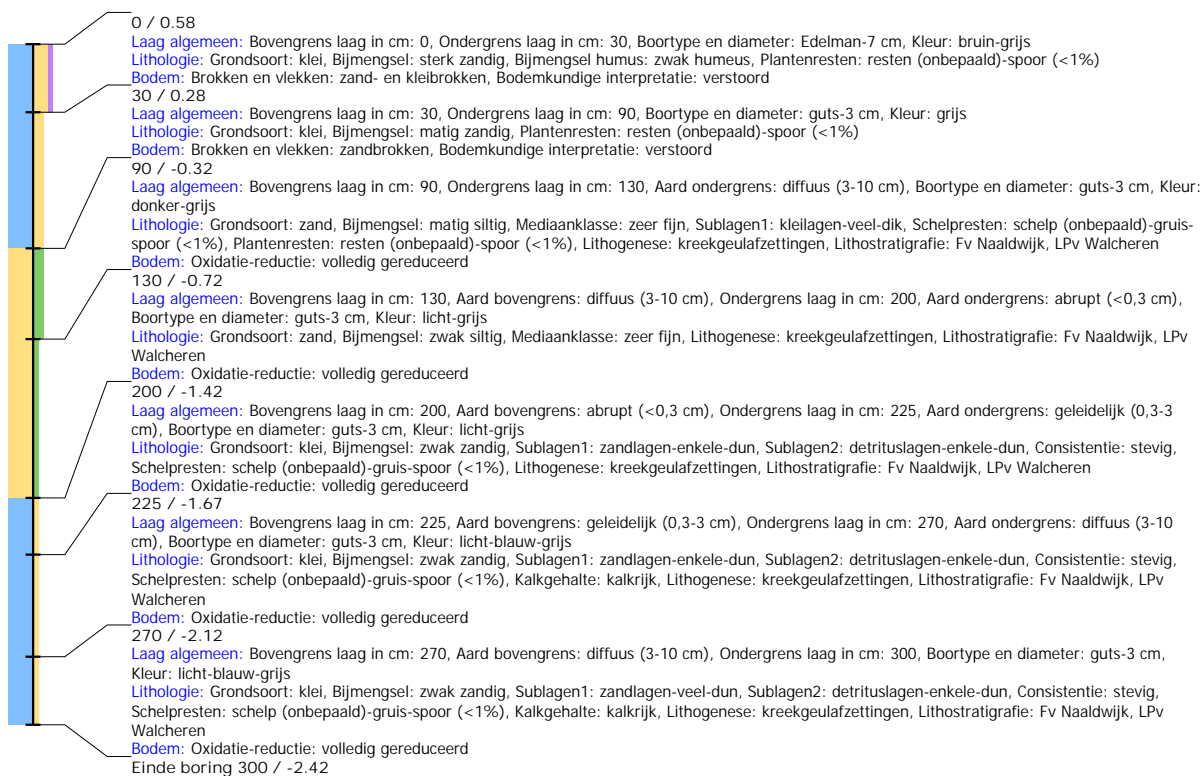 0 / 0.58
Laag algemeen: Bovengrens laag in cm: 0, Ondergrens laag in cm: 30, Boortype en diameter: Edelman-7 cm, Kleur: bruin-grijs
Lithologie: Grondsoort: klei, Bijmengsel: sterk zandig, Bijmengsel humus: zwak humeus, Plantenresten: resten (onbepaald)-spoor (<1%)
Bodem: Brokken en vlekken: zand- en kleibrokken, Bodemkundige interpretatie: verstoord
30 / 0.28
Laag algemeen: Bovengrens laag in cm: 30, Ondergrens laag in cm: 90, Boortype en diameter: guts-3 cm, Kleur: grijs
Lithologie: Grondsoort: klei, Bijmengsel: matig zandig, Plantenresten: resten (onbepaald)-spoor (<1%)
Bodem: Brokken en vlekken: zandbrokken, Bodemkundige interpretatie: verstoord
90 / -0.32
Laag algemeen: Bovengrens laag in cm: 90, Ondergrens laag in cm: 130, Aard ondergrens: diffuus (3-10 cm), Boortype en diameter: guts-3 cm, Kleur:
donker-grijs
Lithologie: Grondsoort: zand, Bijmengsel: matig siltig, Mediaanklasse: zeer fijn, Sublagen1: kleilagen-veel-dik, Schelpresten: schelp (onbepaald)-gruis-
spoor (<1%), Plantenresten: resten (onbepaald)-spoor (<1%), Lithogenese: kreekgeulafzettingen, Lithostratigrafie: Fv Naaldwijk, LPv Walcheren
Bodem: Oxidatie-reductie: volledig gereduceerd
130 / -0.72
Laag algemeen: Bovengrens laag in cm: 130, Aard bovengrens: diffuus (3-10 cm), Ondergrens laag in cm: 200, Aard ondergrens: abrupt (<0,3 cm),
Boortype en diameter: guts-3 cm, Kleur: licht-grijs
Lithologie: Grondsoort: zand, Bijmengsel: zwak siltig, Mediaanklasse: zeer fijn, Lithogenese: kreekgeulafzettingen, Lithostratigrafie: Fv Naaldwijk, LPv
Walcheren
Bodem: Oxidatie-reductie: volledig gereduceerd
200 / -1.42
Laag algemeen: Bovengrens laag in cm: 200, Aard bovengrens: abrupt (<0,3 cm), Ondergrens laag in cm: 225, Aard ondergrens: geleidelijk (0,3-3
cm), Boortype en diameter: guts-3 cm, Kleur: licht-grijs
Lithologie: Grondsoort: klei, Bijmengsel: zwak zandig, Sublagen1: zandlagen-enkele-dun, Sublagen2: detrituslagen-enkele-dun, Consistentie: stevig,
Schelpresten: schelp (onbepaald)-gruis-spoor (<1%), Lithogenese: kreekgeulafzettingen, Lithostratigrafie: Fv Naaldwijk, LPv Walcheren
Bodem: Oxidatie-reductie: volledig gereduceerd
225 / -1.67
Laag algemeen: Bovengrens laag in cm: 225, Aard bovengrens: geleidelijk (0,3-3 cm), Ondergrens laag in cm: 270, Aard ondergrens: diffuus (3-10
cm), Boortype en diameter: guts-3 cm, Kleur: licht-blauw-grijs
Lithologie: Grondsoort: klei, Bijmengsel: zwak zandig, Sublagen1: zandlagen-enkele-dun, Sublagen2: detrituslagen-enkele-dun, Consistentie: stevig,
Schelpresten: schelp (onbepaald)-gruis-spoor (<1%), Kalkgehalte: kalkrijk, Lithogenese: kreekgeulafzettingen, Lithostratigrafie: Fv Naaldwijk, LPv
Walcheren
Bodem: Oxidatie-reductie: volledig gereduceerd
270 / -2.12
Laag algemeen: Bovengrens laag in cm: 270, Aard bovengrens: diffuus (3-10 cm), Ondergrens laag in cm: 300, Boortype en diameter: guts-3 cm,
Kleur: licht-blauw-grijs
Lithologie: Grondsoort: klei, Bijmengsel: zwak zandig, Sublagen1: zandlagen-veel-dun, Sublagen2: detrituslagen-enkele-dun, Consistentie: stevig,
Schelpresten: schelp (onbepaald)-gruis-spoor (<1%), Kalkgehalte: kalkrijk, Lithogenese: kreekgeulafzettingen, Lithostratigrafie: Fv Naaldwijk, LPv
Walcheren
Bodem: Oxidatie-reductie: volledig gereduceerd
Einde boring 300 / -2.42